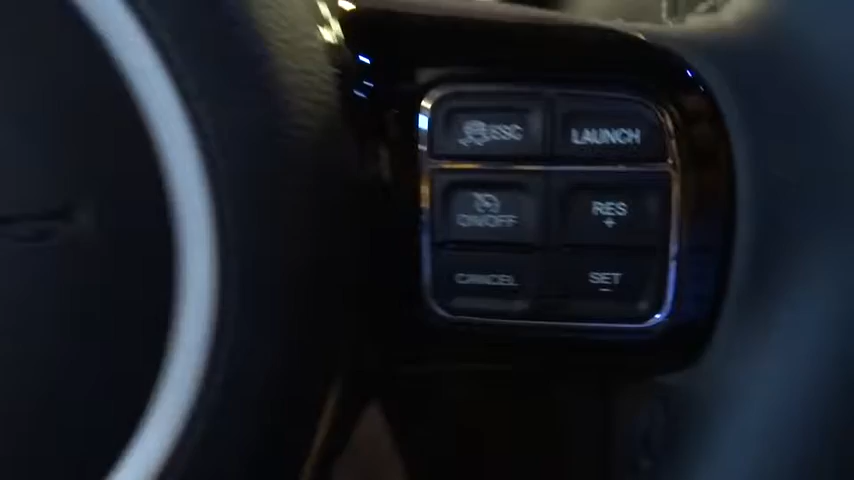 ESC LAUNCH
ON/OFF RES
+
CANCEL SET
-